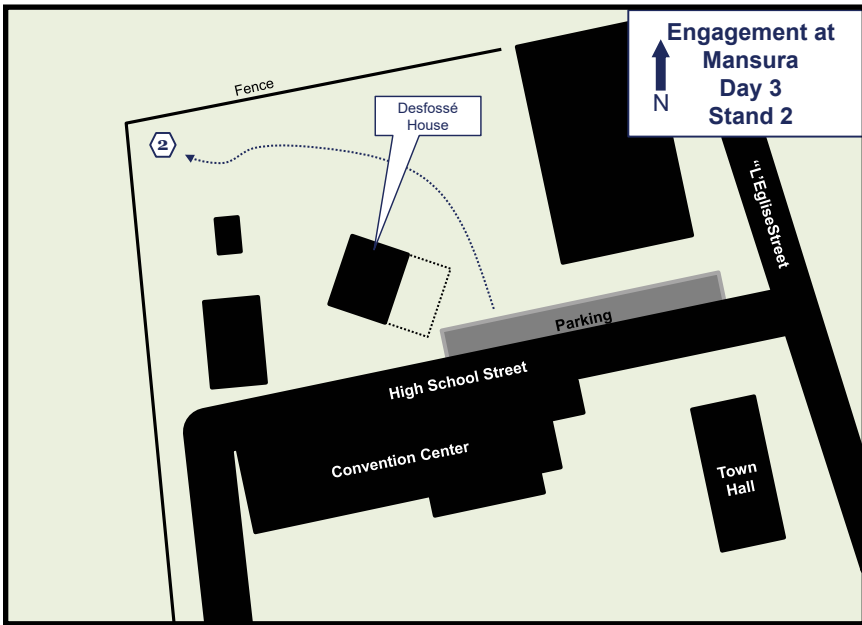 Engagement at
Mansura
Day 3
Stand 2
N
Fence
Desfossé
House
2
"L'EgliseStreet
Parking
High School Street
Convention Center
Town
Hall